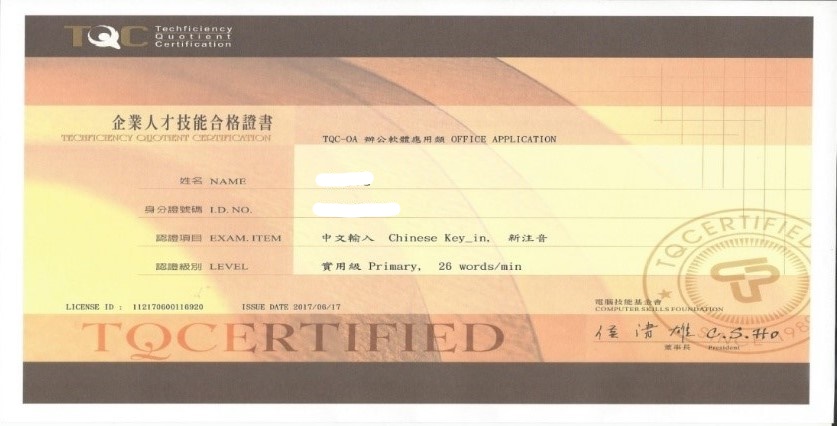 TQC Techficiency
Quotient
Certification
企業人才技能合格證書
TECHFICIENCY QUOTIENT CERTIFICATION
TQC-OA 辦公軟體應用類 OFFICE APPLICATION
姓名 NAME
身分證號碼 I.D. NO.
認證項目 EXAM. ITEM 中文輸入 Chinese Key_in, 新注音
認證級別 LEVEL 實用級 Primary, 26 words/min
LICENSE ID : 112170600116920 ISSUE DATE 2017/06/17
電腦技能基金會
COMPUTER SKILLS FOUNDATION
C.S.Ho
董事長 President
TQCERTIFIED
TQCERTIFIED
SINCE 1989